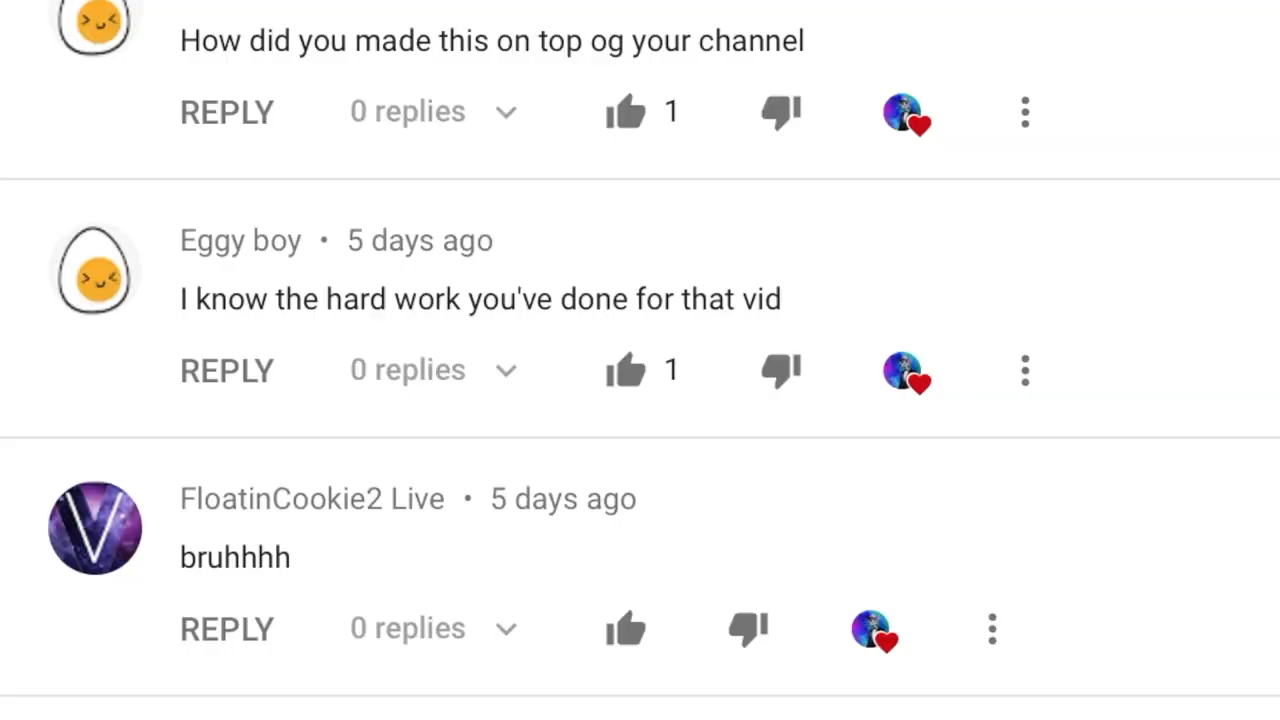 How did you made this on top og your channel
REPLY 0 replies 1
Eggy boy • 5 days ago
I know the hard work you've done for that vid
REPLY 0 replies 1
V
FloatinCookie2 Live • 5 days ago
bruhhhh
REPLY 0 replies